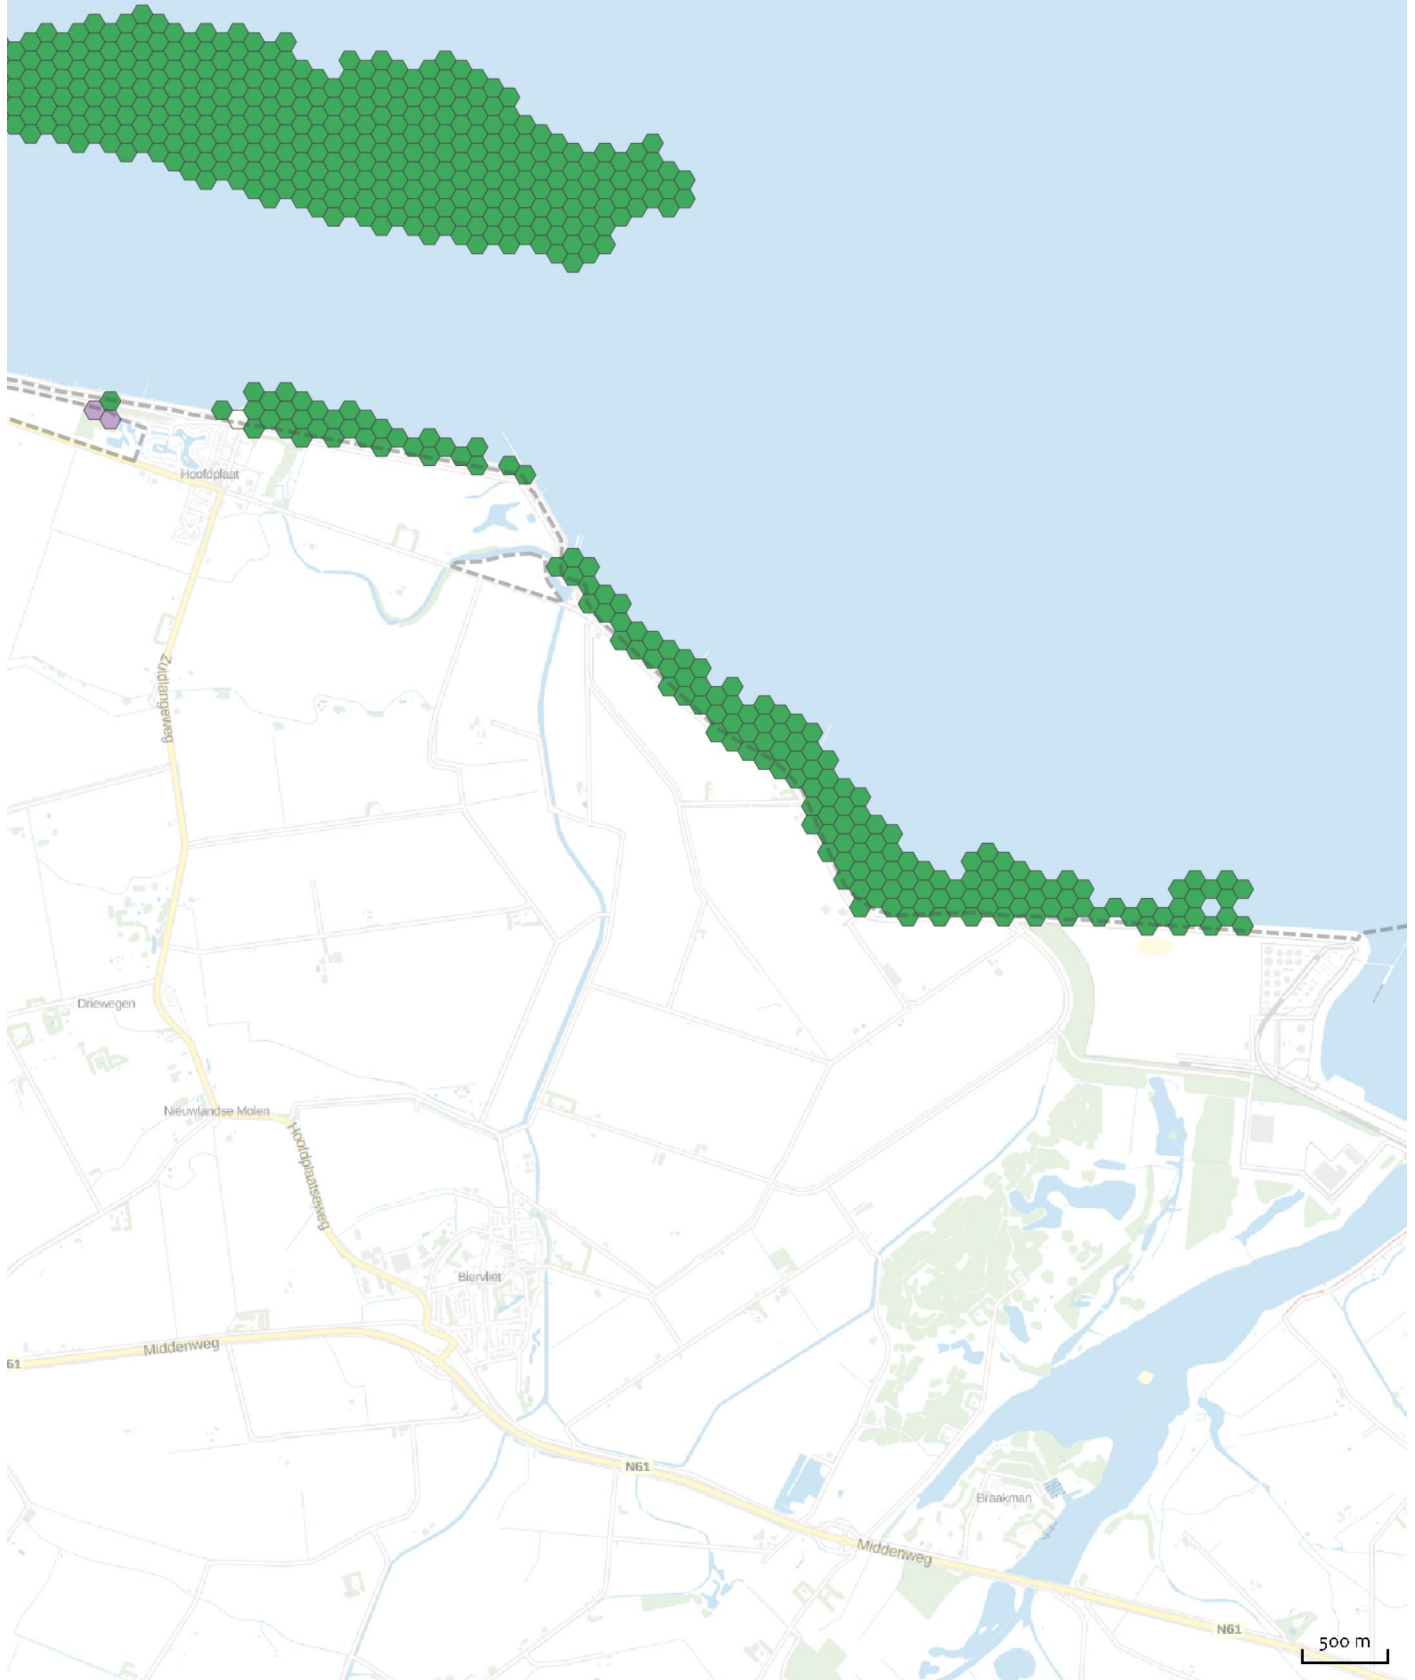 Hoofdplaat
Zuidlangeweg
Driewegen
Nieuwlandse Molen
Hoofdplaatseweg
Biervliet
Middenweg
61
N61
Braakman
Middenweg
N61
500 m